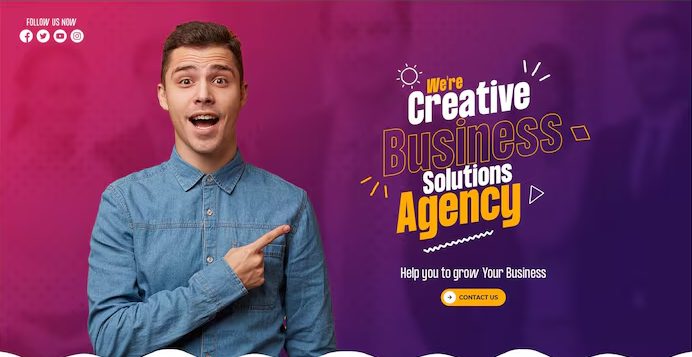 FOLLOW US NOW
We're
Creative
Business
Solutions
Agency
Help you to grow Your Business
CONTACT US